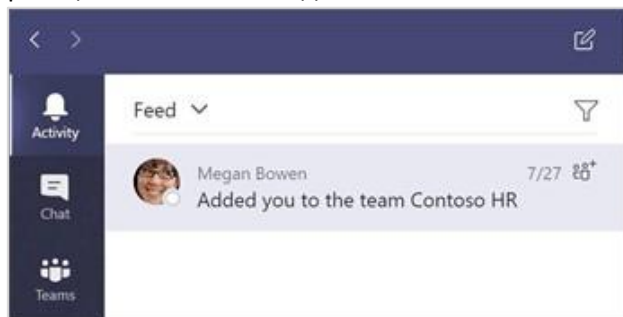 Activity
Feed
Megan Bowen 7/27
Added you to the team Contoso HR
Chat
Teams